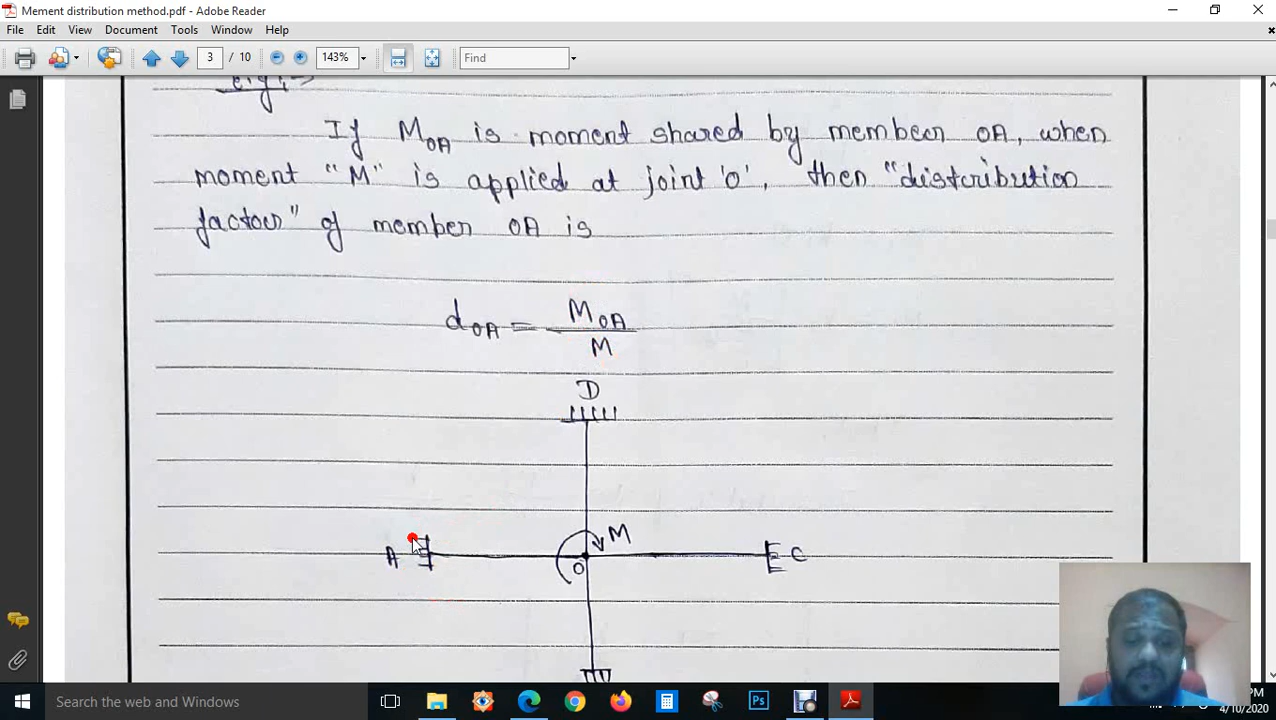 Mement distribution method.pdf - Adobe Reader
File Edit View Document Tools Window Help
3 / 10 143% Find
e.g.:->
If MOA is moment shared by member OA, when
moment "M" is applied at joint 'O', then "distribution
factor" of member OA is
dOA = MOA
M
D
M
A O C
Search the web and Windows
Ps
4/10/2020